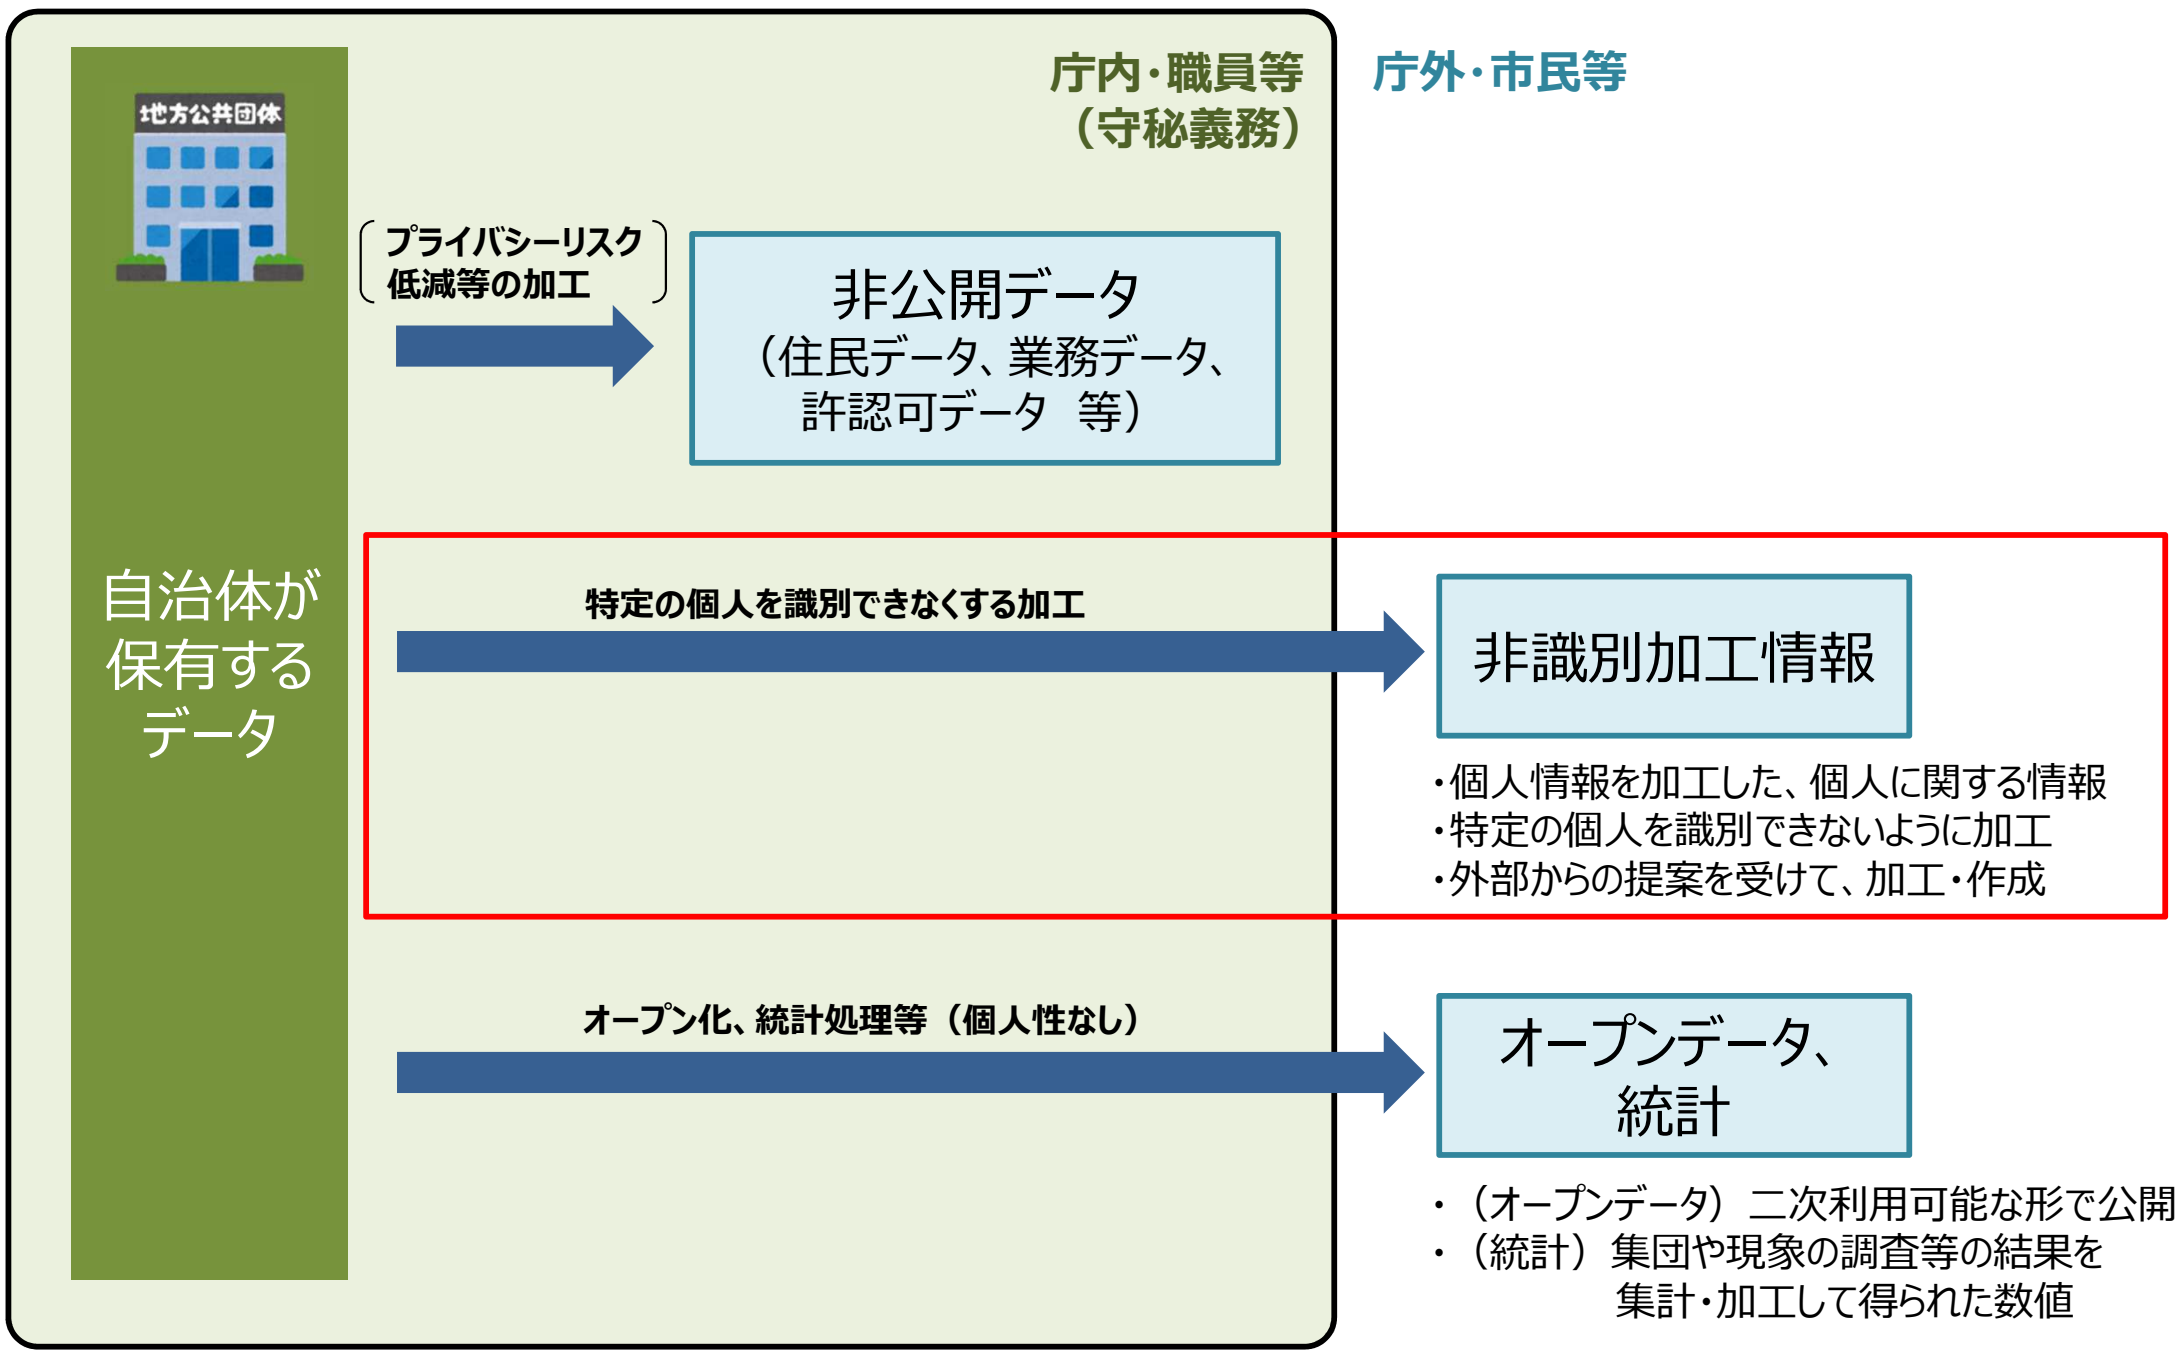 庁内・職員等
（守秘義務）
庁外・市民等
地方公共団体
プライバシーリスク
低減等の加工
非公開データ
（住民データ、業務データ、
許認可データ　等）
自治体が
保有する
データ
特定の個人を識別できなくする加工
非識別加工情報
・個人情報を加工した、個人に関する情報
・特定の個人を識別できないように加工
・外部からの提案を受けて、加工・作成
オープン化、統計処理等（個人性なし）
オープンデータ、
統計
・（オープンデータ）二次利用可能な形で公開
・（統計）集団や現象の調査等の結果を
集計・加工して得られた数値